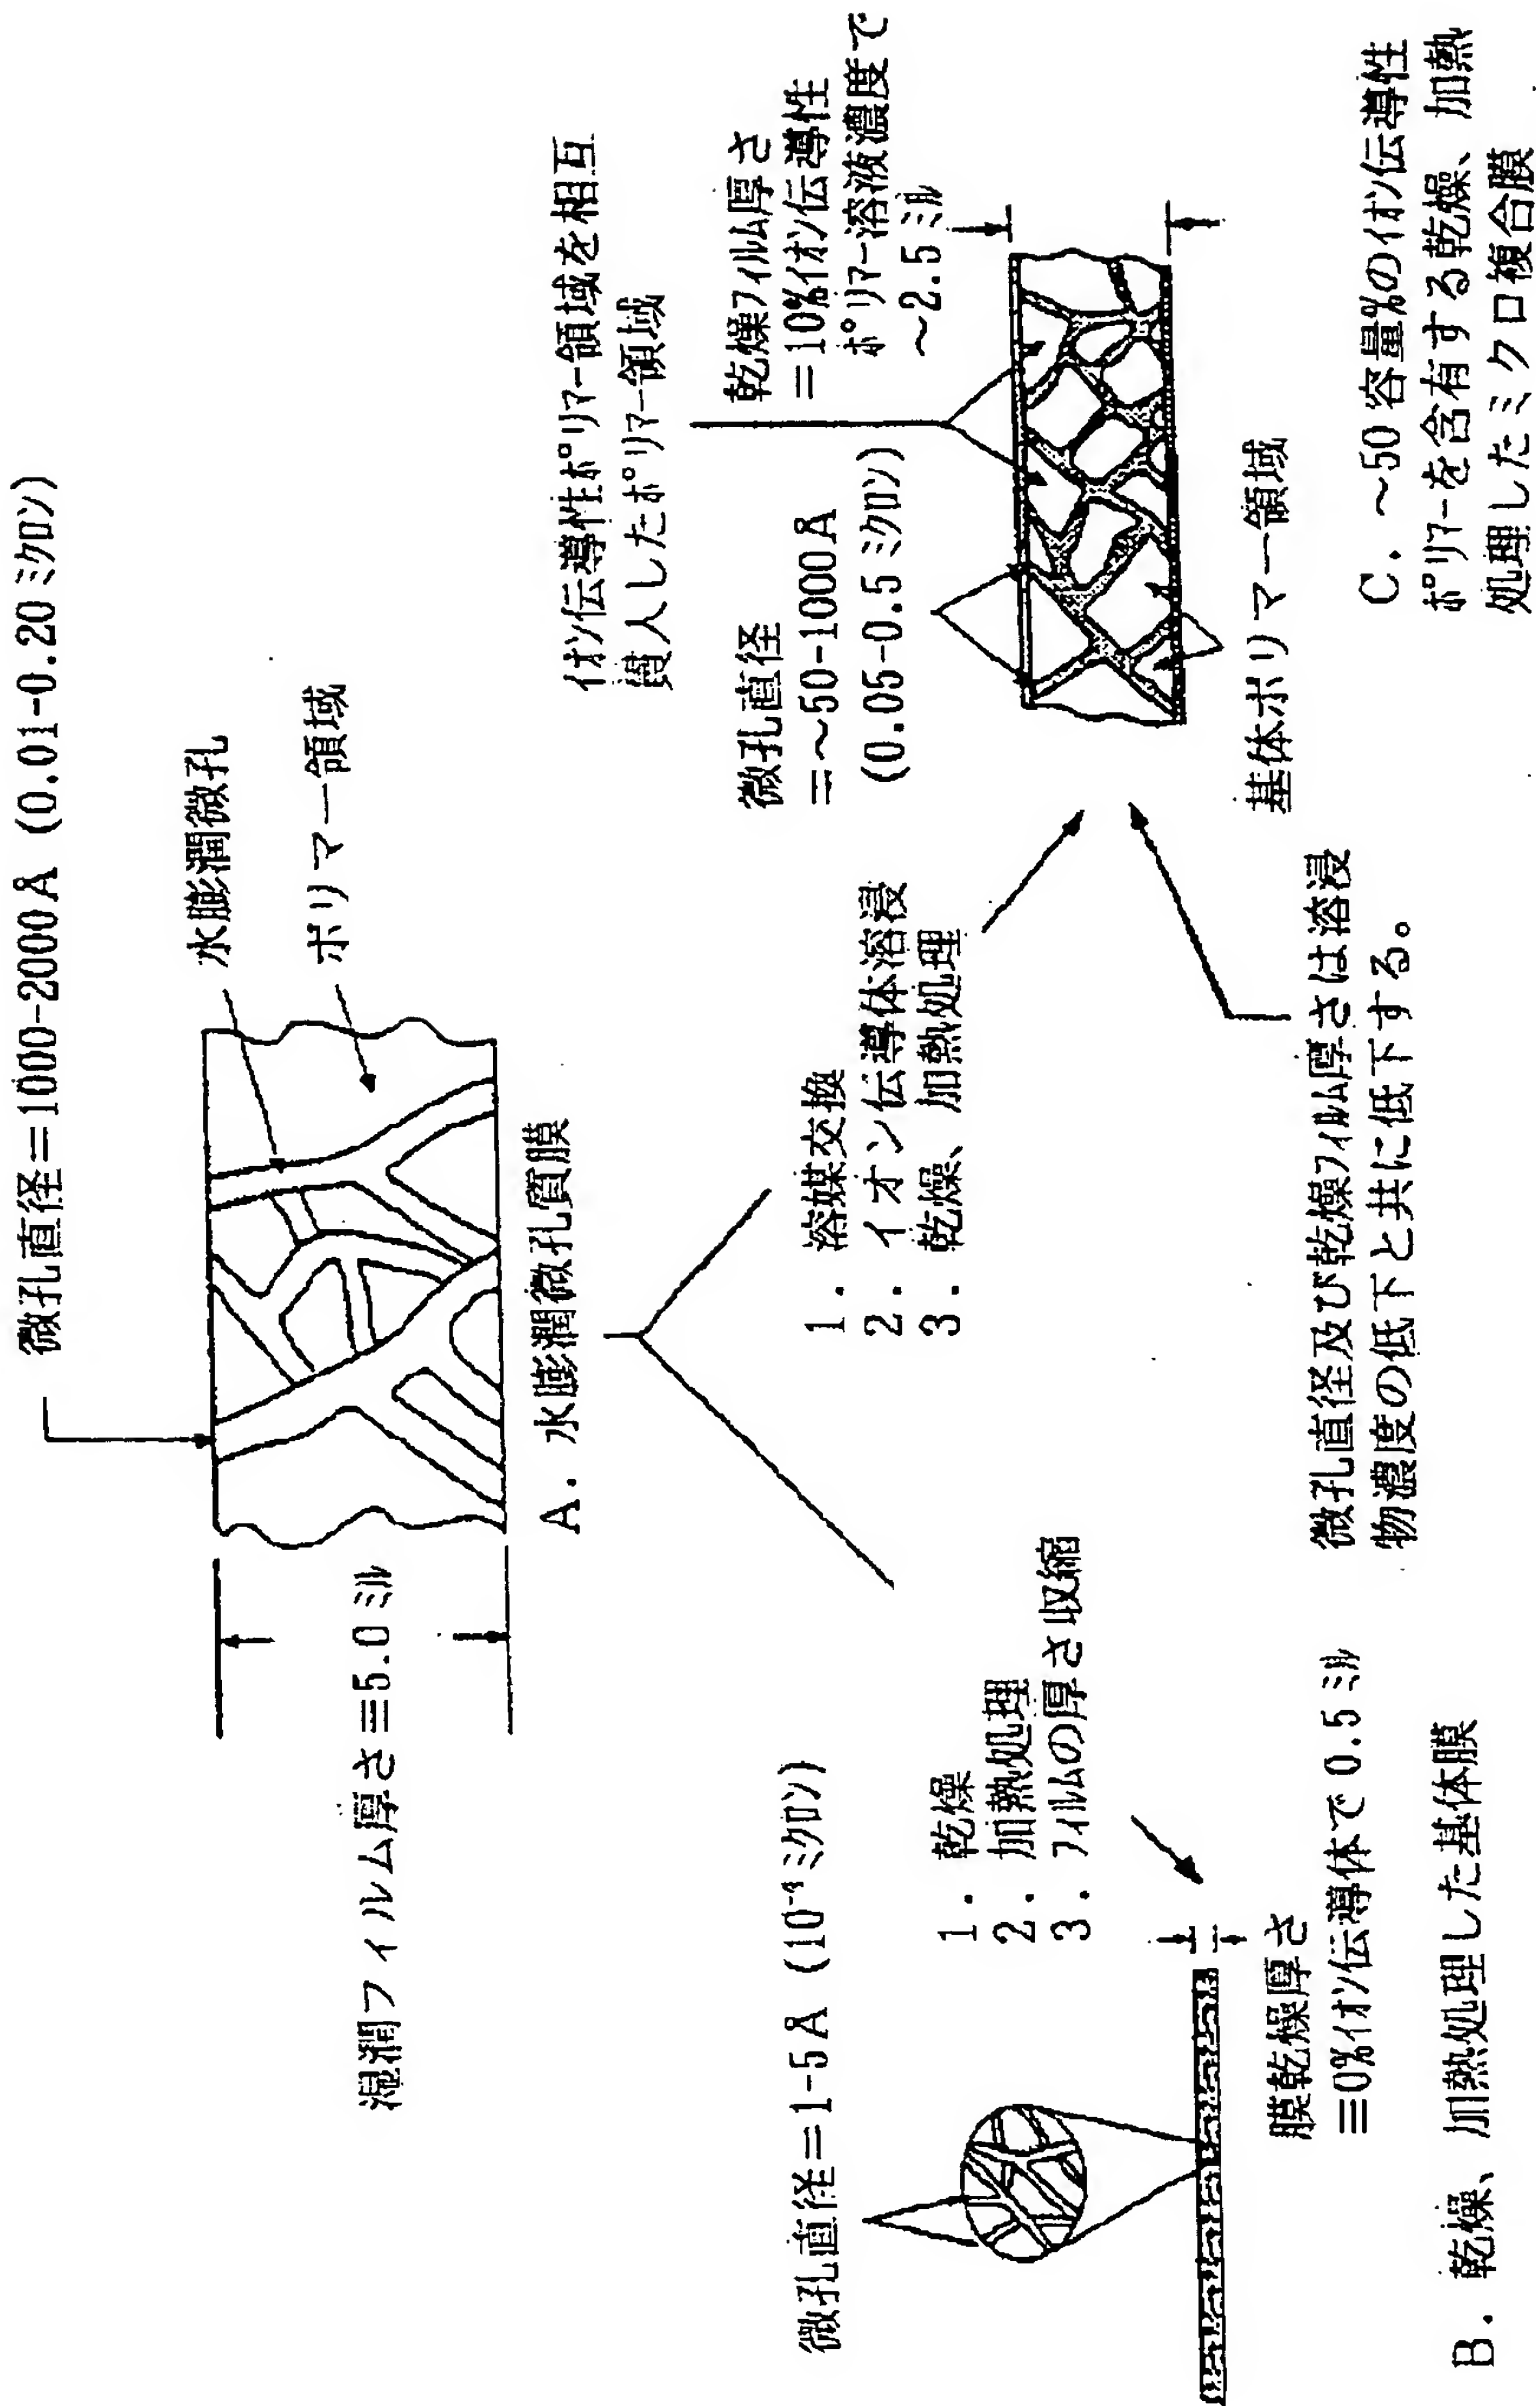 微孔直径＝1000-2000Å (0.01-0.20 ミクロン)
水膨潤微孔
ポリマー領域
湿潤フィルム厚さ≡5.0 ミル
A. 水膨潤微孔質膜
微孔直径＝1-5Å (ミクロン)
1. 乾燥
2. 加熱処理
3. フィルムの厚さ収縮
膜乾燥厚さ
≡0%イオン伝導体で 0.5 ミル
B. 乾燥、加熱処理した基体膜
1. 溶媒交換
2. イオン伝導体溶浸
3. 乾燥、加熱処理
微孔直径及び乾燥フィルム厚さは溶浸
物濃度の低下と共に低下する。
イオン伝導性ポリマー領域を相互
貫入したポリマー領域
微孔直径
＝～50-1000Å
(0.05-0.5 ミクロン)
乾燥フィルム厚さ
＝10%イオン伝導性
ポリマー溶液濃度で
～2.5 ミル
基体ポリマー領域
C. ～50 容量%のイオン伝導性
ポリマーを含有する乾燥、加熱
処理したミクロ複合膜